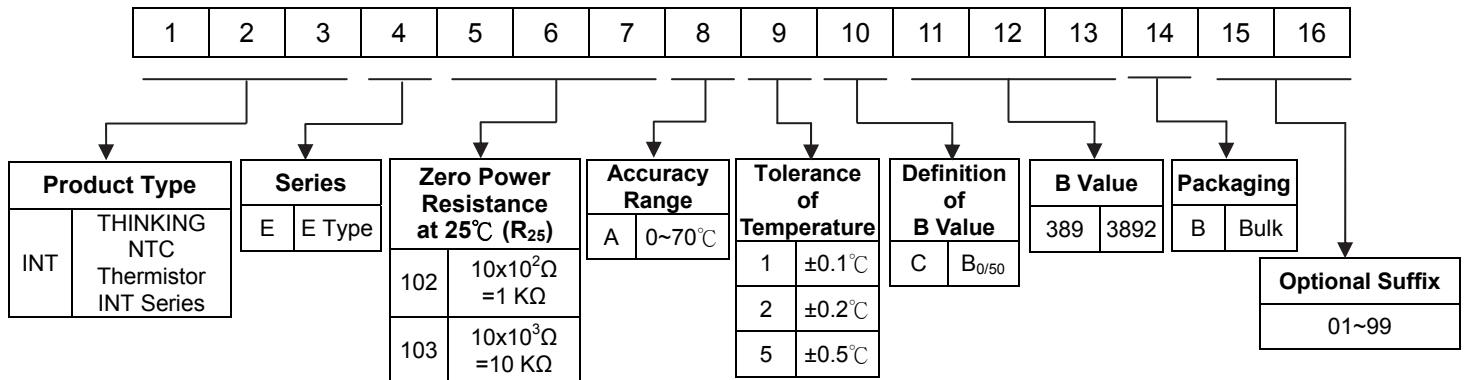 1 2 3 4 5 6 7 8 9 10 11 12 13 14 15 16
Product Type
INT
THINKING
NTC
Thermistor
INT Series
Series
E E Type
Zero Power
Resistance
at 25℃ (R₂₅)
102
10x10²Ω
=1 KΩ
103
10x10³Ω
=10 KΩ
Accuracy
Range
A 0~70℃
Tolerance
of
Temperature
1 ±0.1℃
2 ±0.2℃
5 ±0.5℃
Definition
of
B Value
C B₀/₅₀
B Value
389 3892
Packaging
B Bulk
Optional Suffix
01~99